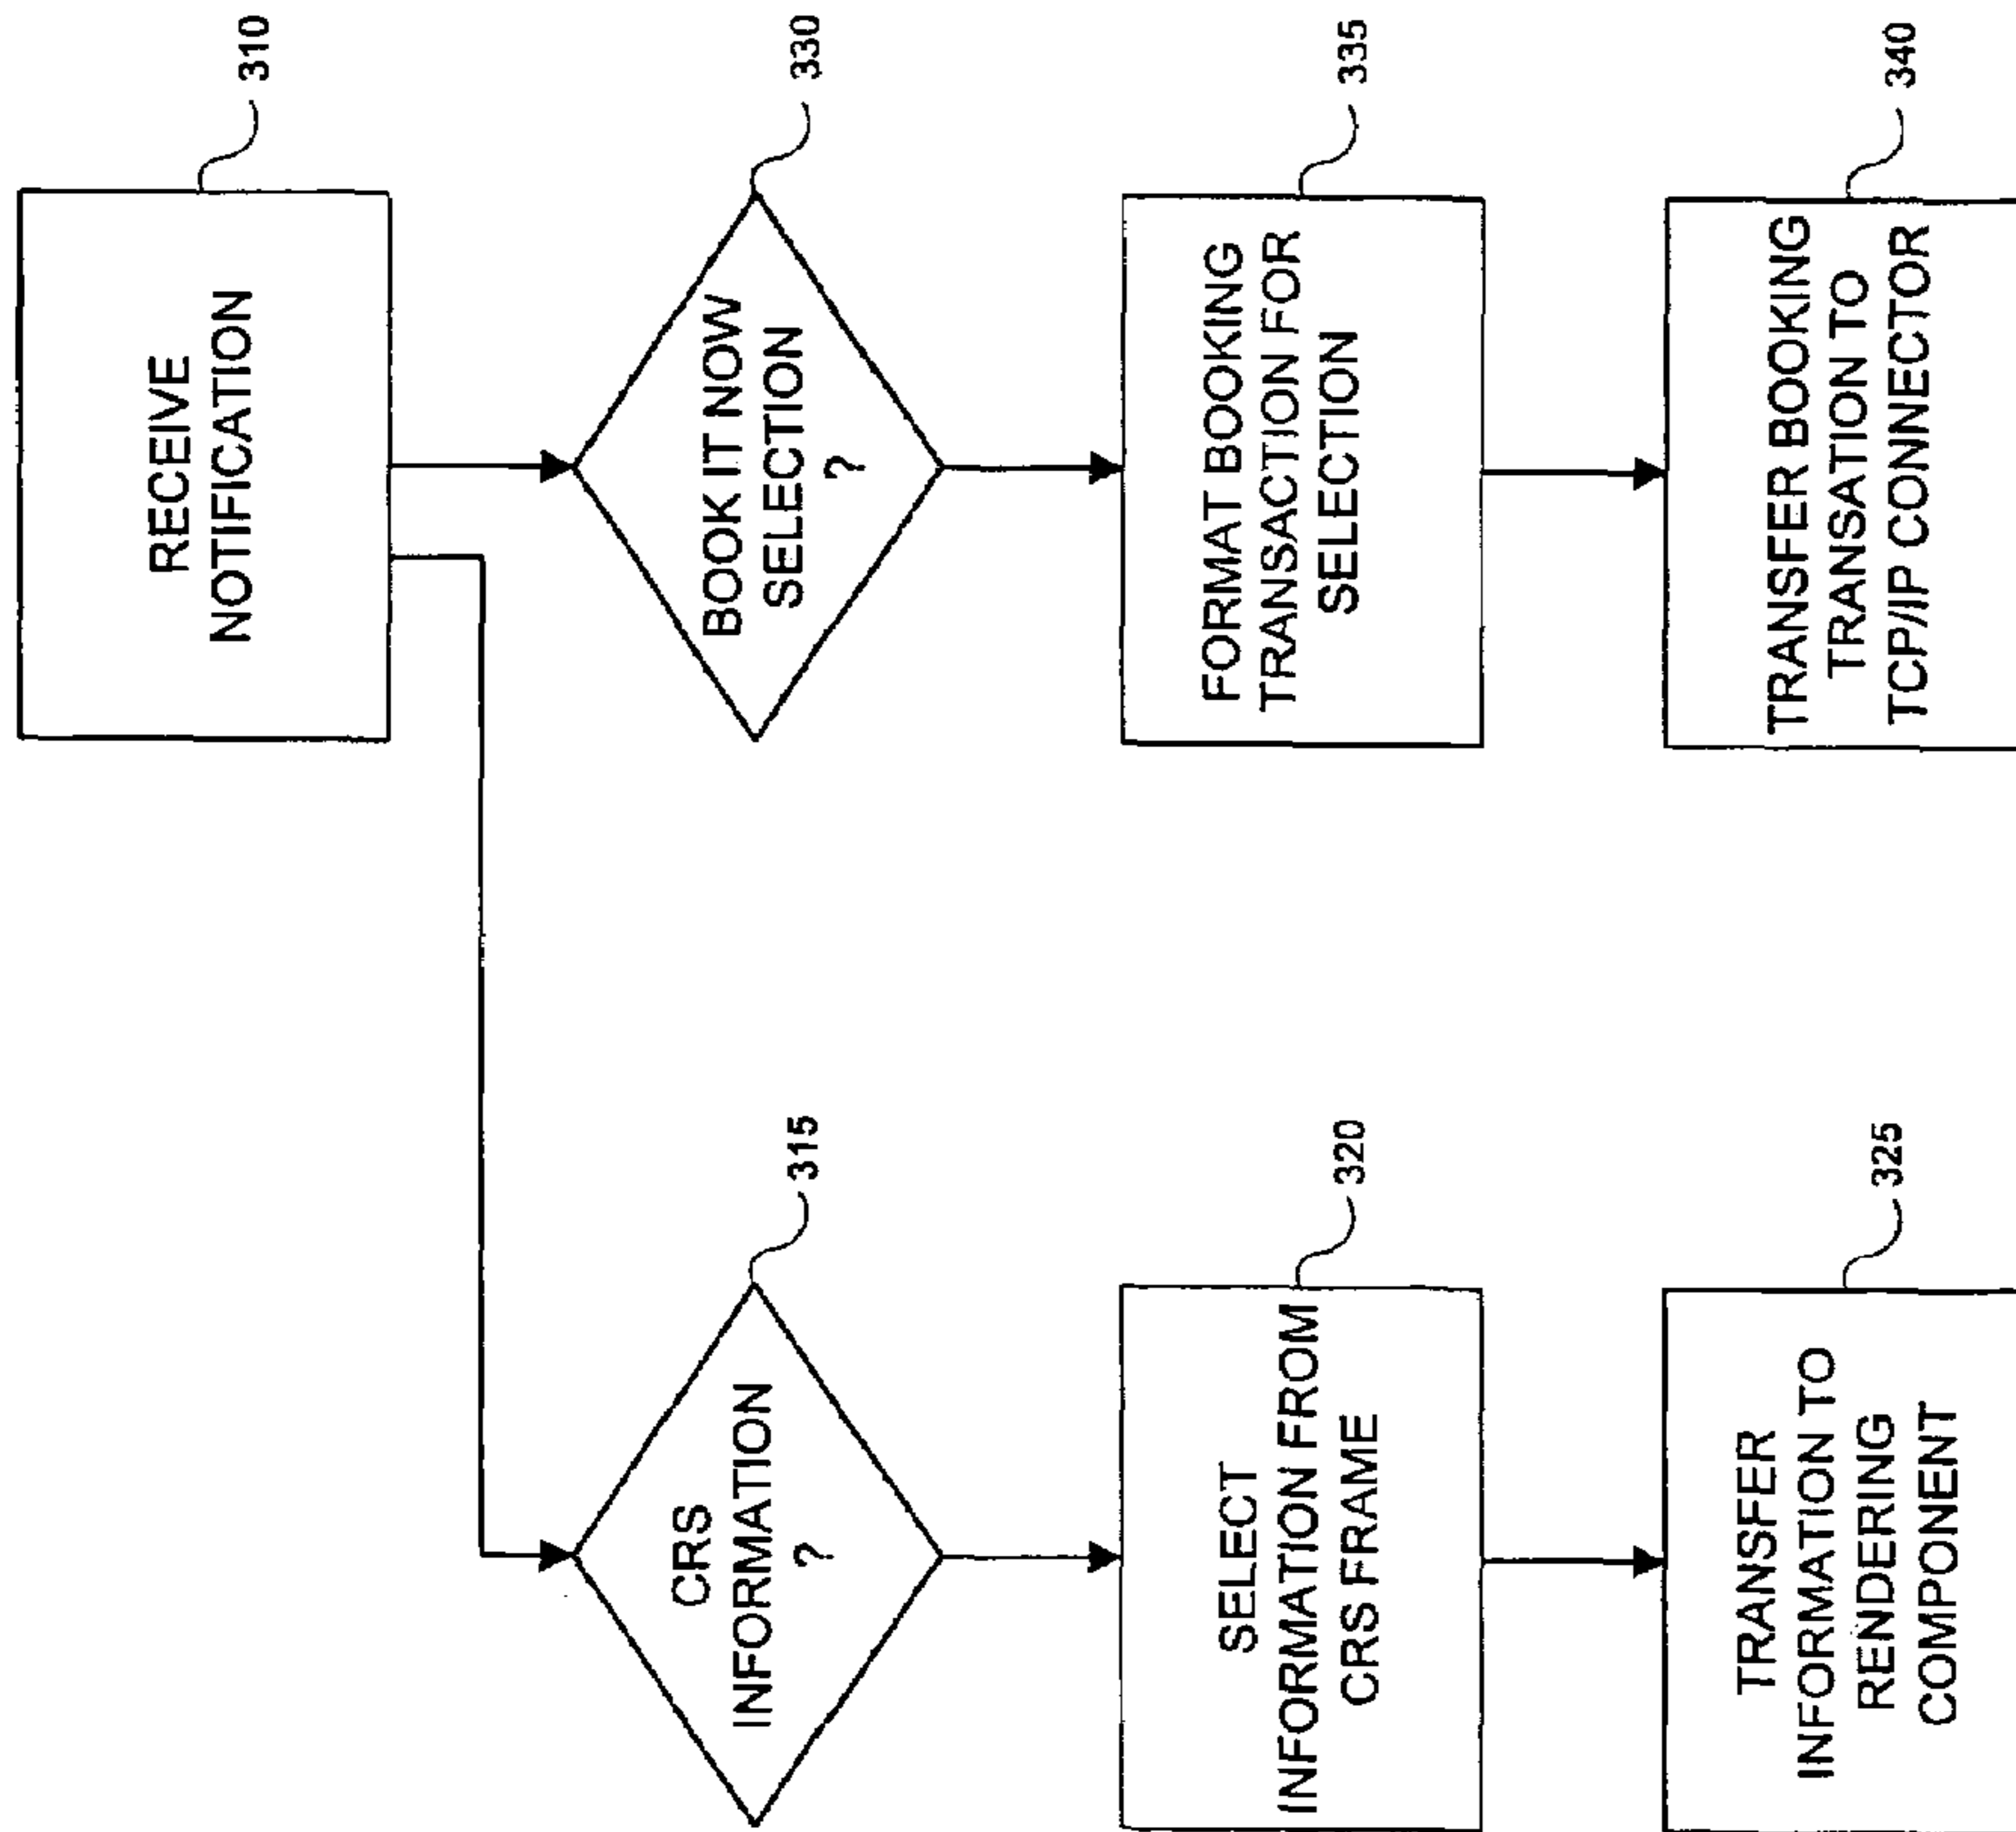 RECEIVE
NOTIFICATION
310
CRS
INFORMATION
?
315
SELECT
INFORMATION FROM
CRS FRAME
320
TRANSFER
INFORMATION TO
RENDERING
COMPONENT
325
BOOK IT NOW
SELECTION
?
330
FORMAT BOOKING
TRANSACTION FOR
SELECTION
335
TRANSFER BOOKING
TRANSATION TO
TCP/IP CONNECTOR
340